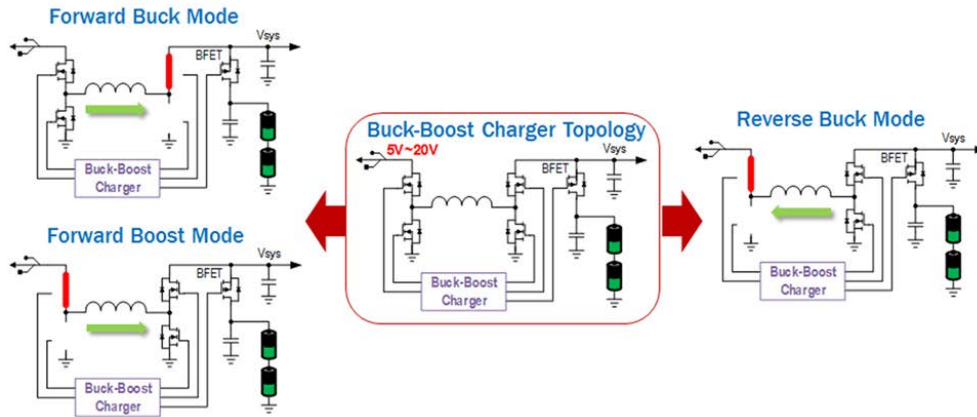 Forward Buck Mode
Vsys
BFET
Buck-Boost
Charger
Forward Boost Mode
Vsys
BFET
Buck-Boost
Charger
Buck-Boost Charger Topology
5V~20V
Vsys
BFET
Buck-Boost
Charger
Reverse Buck Mode
Vsys
BFET
Buck-Boost
Charger